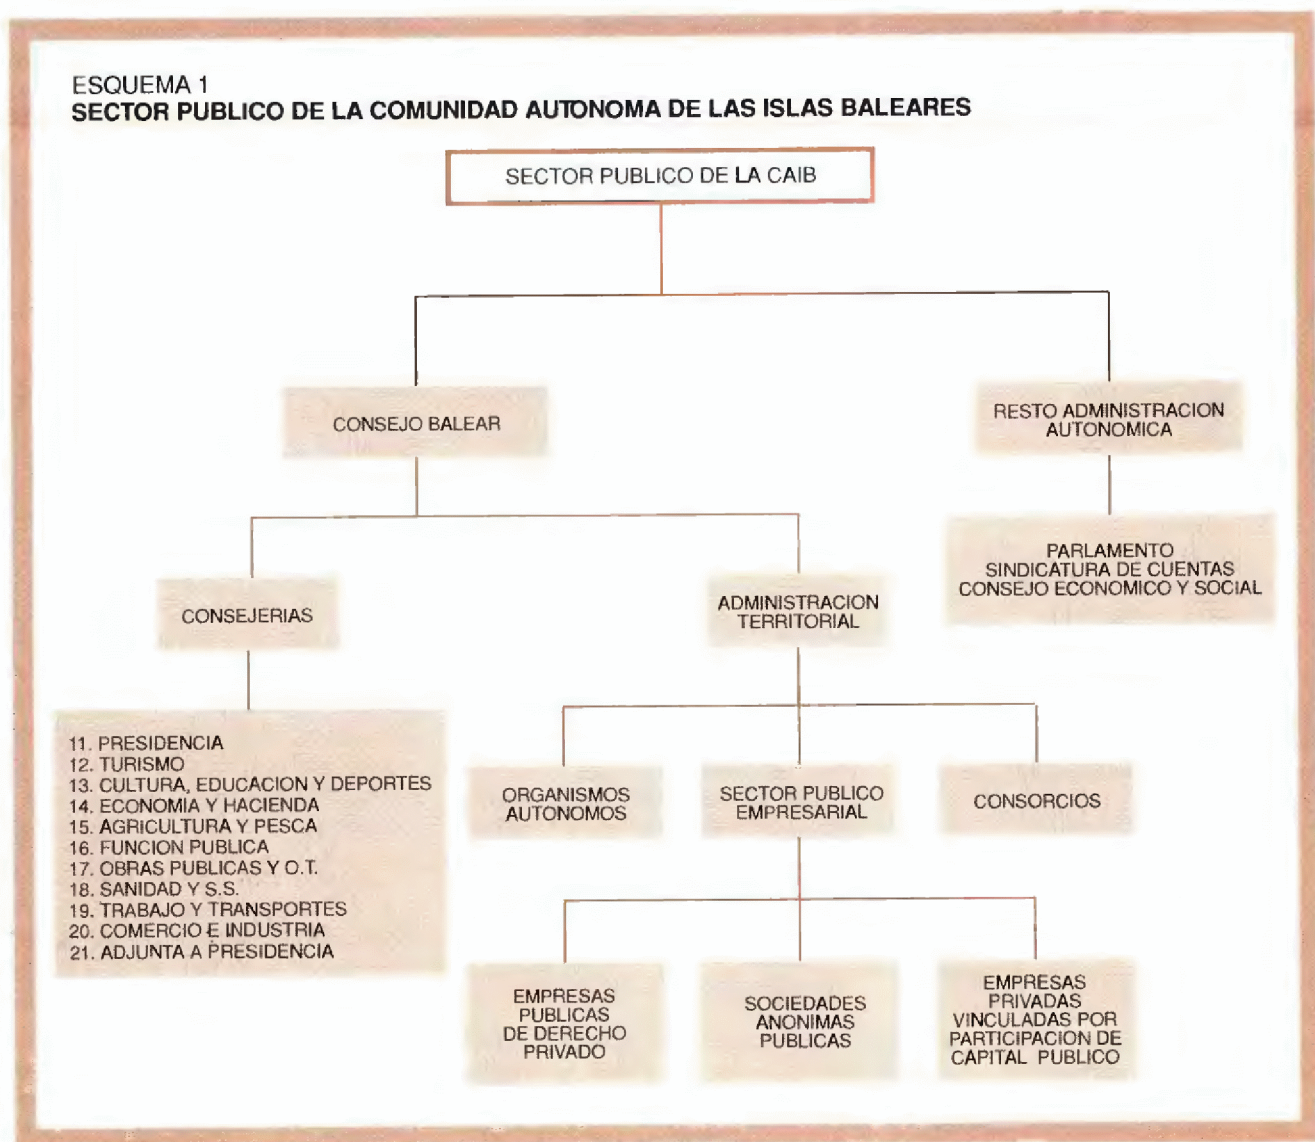 ESQUEMA 1
SECTOR PUBLICO DE LA COMUNIDAD AUTONOMA DE LAS ISLAS BALEARES
SECTOR PUBLICO DE LA CAIB
CONSEJO BALEAR
RESTO ADMINISTRACION
AUTONOMICA
PARLAMENTO
SINDICATURA DE CUENTAS
CONSEJO ECONOMICO Y SOCIAL
CONSEJERIAS
ADMINISTRACION
TERRITORIAL
11. PRESIDENCIA
12. TURISMO
13. CULTURA, EDUCACION Y DEPORTES
14. ECONOMIA Y HACIENDA
15. AGRICULTURA Y PESCA
16. FUNCION PUBLICA
17. OBRAS PUBLICAS Y O.T.
18. SANIDAD Y S.S.
19. TRABAJO Y TRANSPORTES
20. COMERCIO E INDUSTRIA
21. ADJUNTA A PRESIDENCIA
ORGANISMOS
AUTONOMOS
SECTOR PUBLICO
EMPRESARIAL
CONSORCIOS
EMPRESAS
PUBLICAS
DE DERECHO
PRIVADO
SOCIEDADES
ANONIMAS
PUBLICAS
EMPRESAS
PRIVADAS
VINCULADAS POR
PARTICIPACION DE
CAPITAL PUBLICO